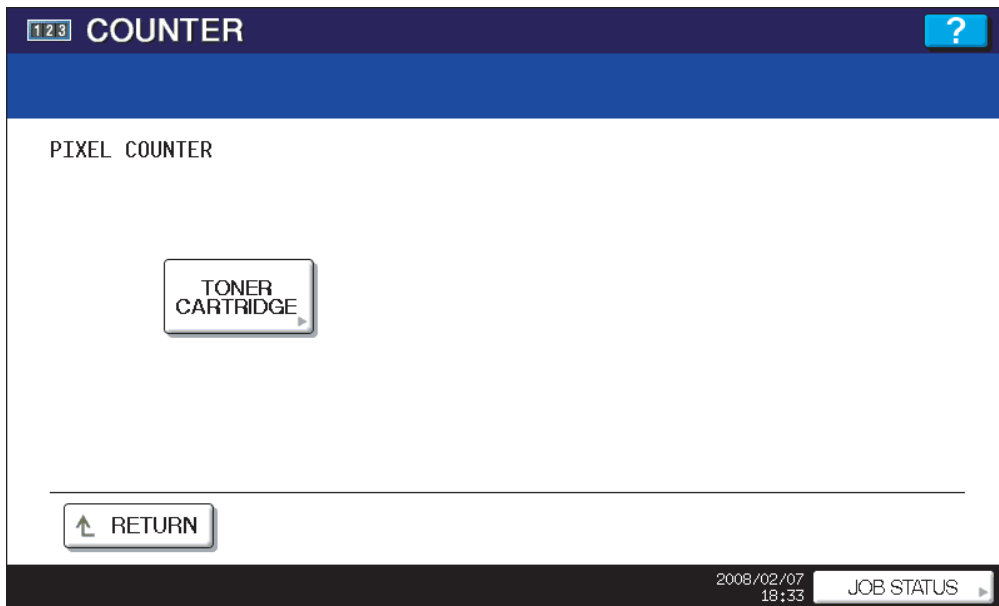 123 COUNTER
?
PIXEL COUNTER
TONER
CARTRIDGE
RETURN
2008/02/07
18:33
JOB STATUS